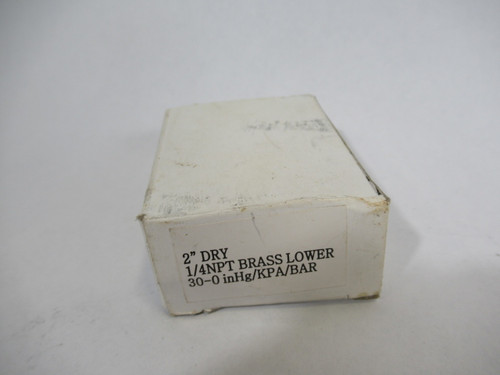 2" DRY
1/4NPT BRASS LOWER
30-0 inHg/KPA/BAR